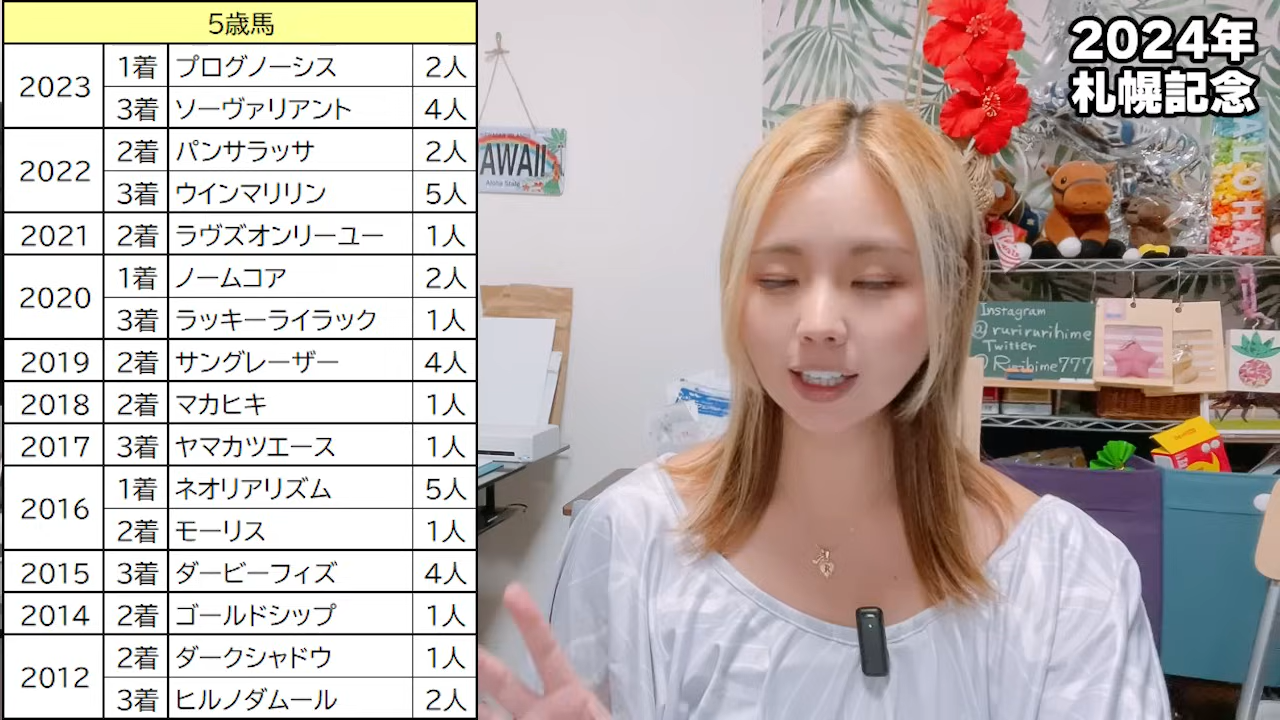 5歳馬
2023 1着 プログノーシス 2人
3着 ソーヴァリアント 4人
2022 2着 パンサラッサ 2人
3着 ウインマリリン 5人
2021 2着 ラヴズオンリーユー 1人
2020 1着 ノームコア 2人
3着 ラッキーライラック 1人
2019 2着 サングレーザー 4人
2018 2着 マカヒキ 1人
2017 3着 ヤマカツエース 1人
2016 1着 ネオリアリズム 5人
2着 モーリス 1人
2015 3着 ダービーフィズ 4人
2014 2着 ゴールドシップ 1人
2012 2着 ダークシャドウ 1人
3着 ヒルノダムール 2人
2024年
札幌記念
AWAII
Aloha State
ALOHA
Instagram
@rurirurihime
Twitter
@Rurihime777